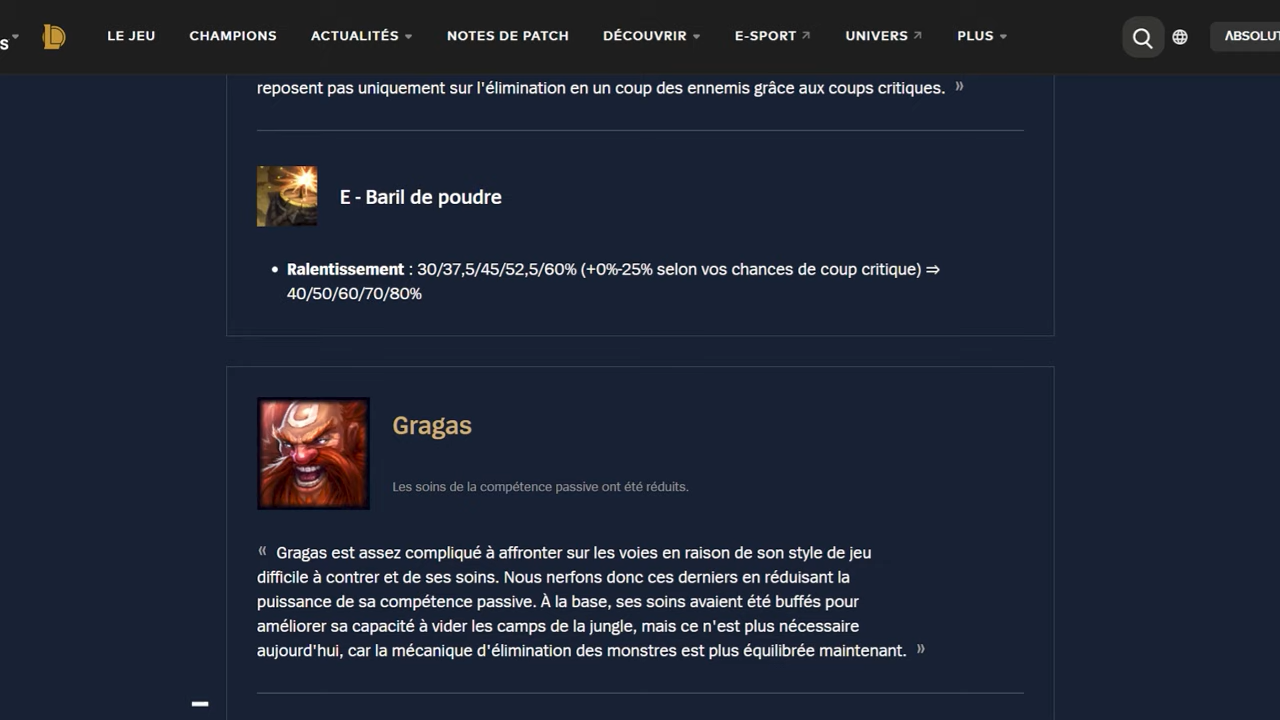 S
LE JEU CHAMPIONS ACTUALITÉS NOTES DE PATCH DÉCOUVRIR E-SPORT UNIVERS PLUS ABSOLUT
reposent pas uniquement sur l'élimination en un coup des ennemis grâce aux coups critiques. »
E - Baril de poudre
• Ralentissement : 30/37,5/45/52,5/60% (+0%-25% selon vos chances de coup critique) ⇒
40/50/60/70/80%
Gragas
Les soins de la compétence passive ont été réduits.
« Gragas est assez compliqué à affronter sur les voies en raison de son style de jeu
difficile à contrer et de ses soins. Nous nerfons donc ces derniers en réduisant la
puissance de sa compétence passive. À la base, ses soins avaient été buffés pour
améliorer sa capacité à vider les camps de la jungle, mais ce n'est plus nécessaire
aujourd'hui, car la mécanique d'élimination des monstres est plus équilibrée maintenant. »